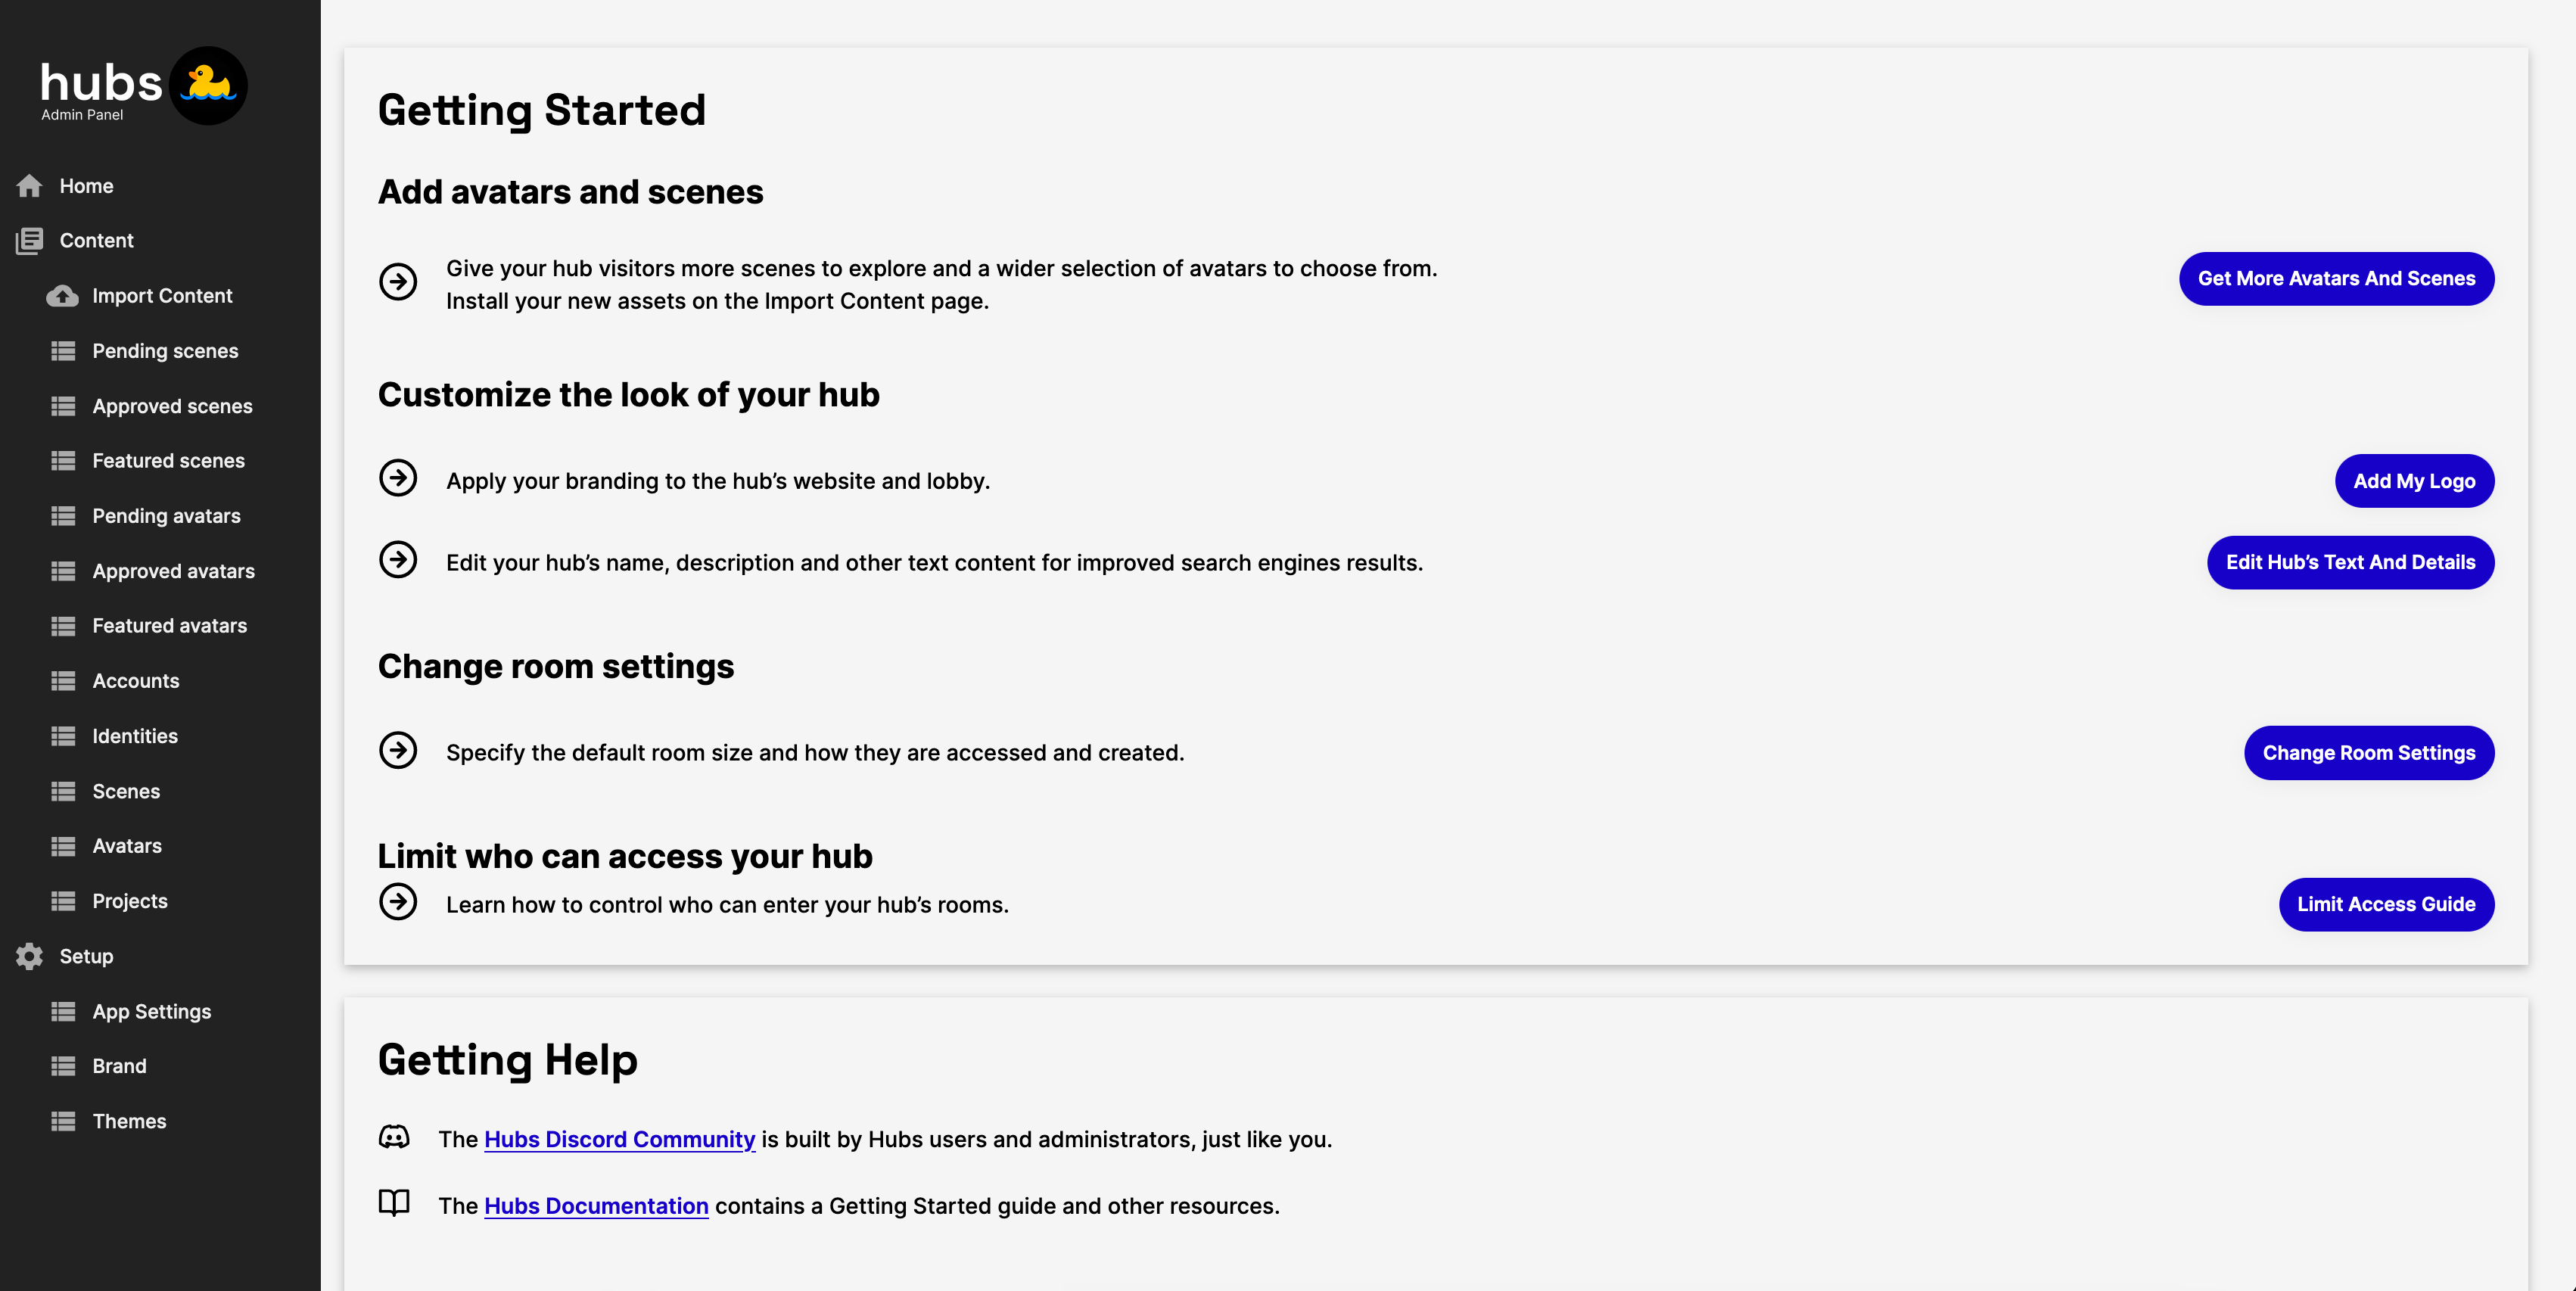 hubs
Admin Panel
Home
Content
Import Content
Pending scenes
Approved scenes
Featured scenes
Pending avatars
Approved avatars
Featured avatars
Accounts
Identities
Scenes
Avatars
Projects
Setup
App Settings
Brand
Themes
Getting Started
Add avatars and scenes
Give your hub visitors more scenes to explore and a wider selection of avatars to choose from.
Install your new assets on the Import Content page.
Get More Avatars And Scenes
Customize the look of your hub
Apply your branding to the hub’s website and lobby.
Add My Logo
Edit your hub’s name, description and other text content for improved search engines results.
Edit Hub’s Text And Details
Change room settings
Specify the default room size and how they are accessed and created.
Change Room Settings
Limit who can access your hub
Learn how to control who can enter your hub’s rooms.
Limit Access Guide
Getting Help
The Hubs Discord Community is built by Hubs users and administrators, just like you.
The Hubs Documentation contains a Getting Started guide and other resources.